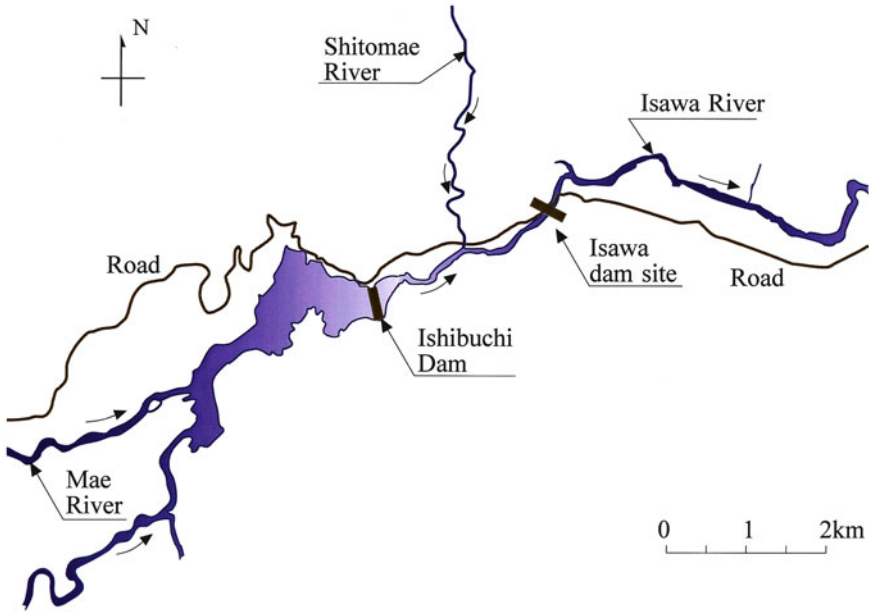 N
Shitomae
River
Isawa River
Road
Isawa
dam site
Road
Ishibuchi
Dam
Mae
River
0 1 2km